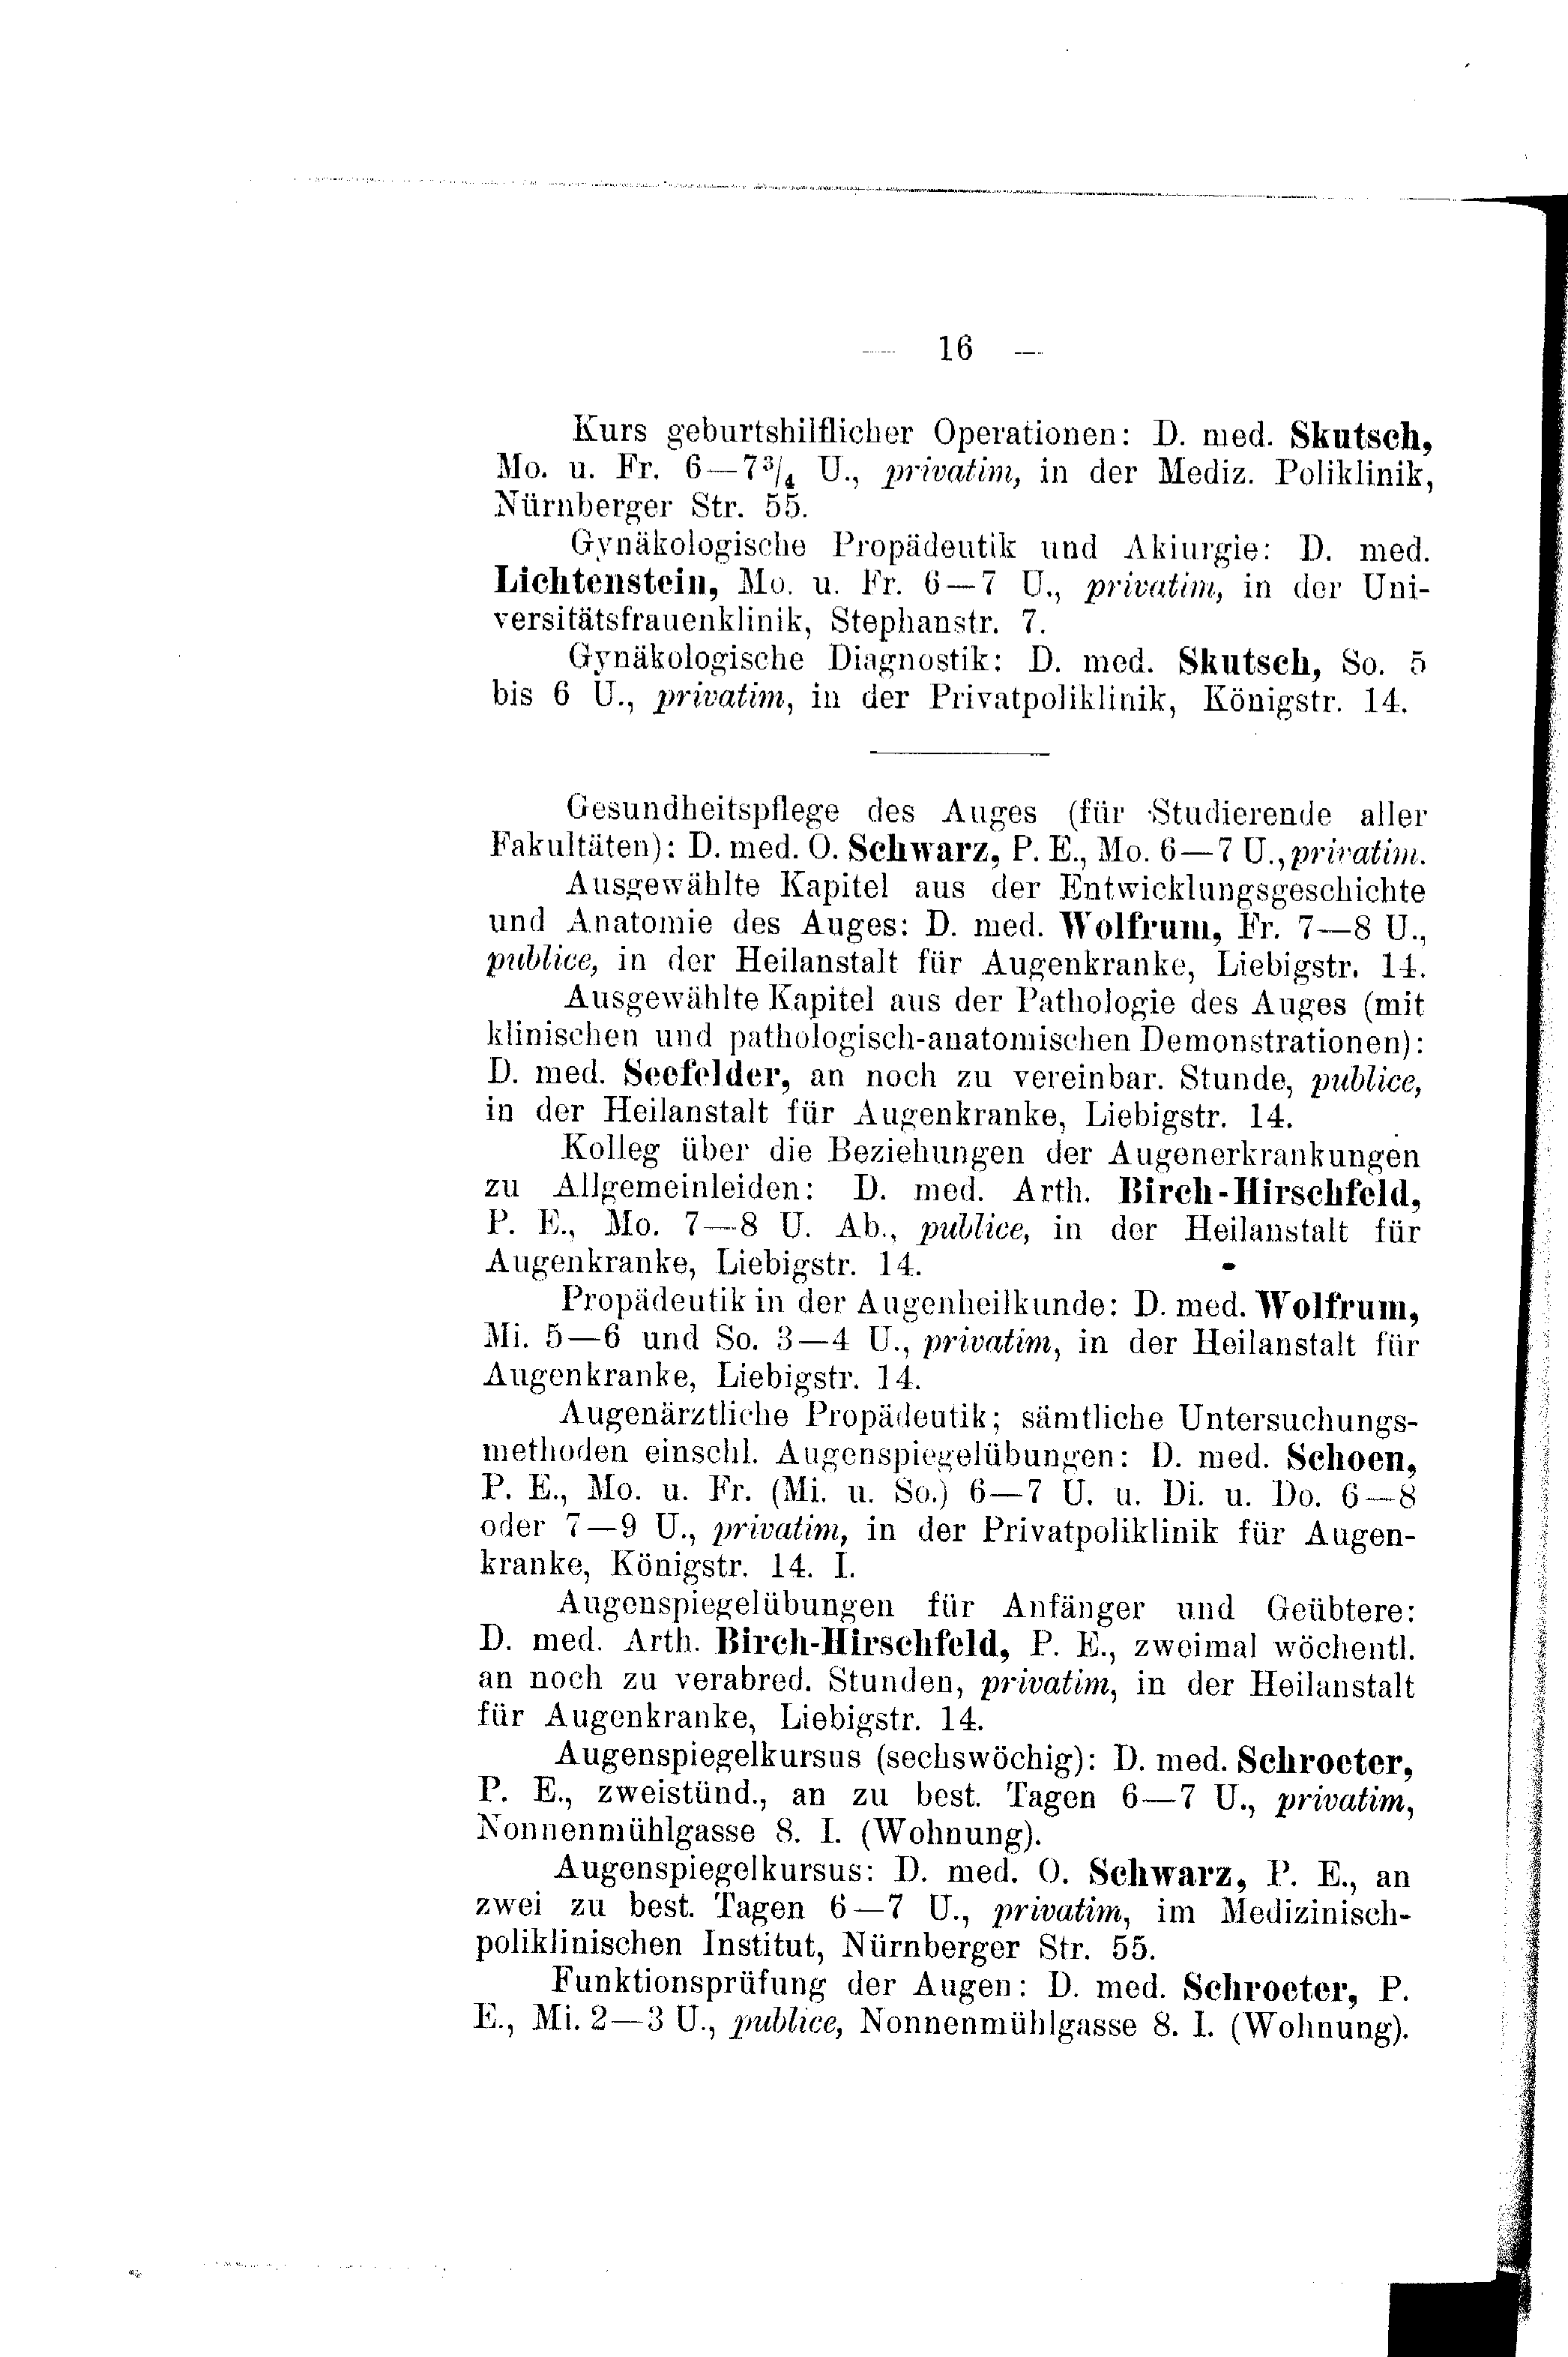 — 16 —
Kurs geburtshilflicher Operationen: D. med. Skutsch,
Mo. u. Fr. 6—7³/₄ U., privatim, in der Mediz. Poliklinik,
Nürnberger Str. 55.
Gynäkologische Propädeutik und Akiurgie: D. med.
Lichtenstein, Mo. u. Fr. 6—7 U., privatim, in der Uni-
versitätsfrauenklinik, Stephanstr. 7.
Gynäkologische Diagnostik: D. med. Skutsch, So. 5
bis 6 U., privatim, in der Privatpoliklinik, Königstr. 14.
Gesundheitspflege des Auges (für Studierende aller
Fakultäten): D. med. O. Schwarz, P. E., Mo. 6—7 U., privatim.
Ausgewählte Kapitel aus der Entwicklungsgeschichte
und Anatomie des Auges: D. med. Wolfrum, Fr. 7—8 U.,
publice, in der Heilanstalt für Augenkranke, Liebigstr. 14.
Ausgewählte Kapitel aus der Pathologie des Auges (mit
klinischen und pathologisch-anatomischen Demonstrationen):
D. med. Seefelder, an noch zu vereinbar. Stunde, publice,
in der Heilanstalt für Augenkranke, Liebigstr. 14.
Kolleg über die Beziehungen der Augenerkrankungen
zu Allgemeinleiden: D. med. Arth. Birch-Hirschfeld,
P. E., Mo. 7—8 U. Ab., publice, in der Heilanstalt für
Augenkranke, Liebigstr. 14.
Propädeutik in der Augenheilkunde: D. med. Wolfrum,
Mi. 5—6 und So. 3—4 U., privatim, in der Heilanstalt für
Augenkranke, Liebigstr. 14.
Augenärztliche Propädeutik; sämtliche Untersuchungs-
methoden einschl. Augenspiegelübungen: D. med. Schoen,
P. E., Mo. u. Fr. (Mi. u. So.) 6—7 U. u. Di. u. Do. 6—8
oder 7—9 U., privatim, in der Privatpoliklinik für Augen-
kranke, Königstr. 14. I.
Augenspiegelübungen für Anfänger und Geübtere:
D. med. Arth. Birch-Hirschfeld, P. E., zweimal wöchentl.
an noch zu verabred. Stunden, privatim, in der Heilanstalt
für Augenkranke, Liebigstr. 14.
Augenspiegelkursus (sechswöchig): D. med. Schroeter,
P. E., zweistünd., an zu best. Tagen 6—7 U., privatim,
Nonnenmühlgasse 8. I. (Wohnung).
Augenspiegelkursus: D. med. O. Schwarz, P. E., an
zwei zu best. Tagen 6—7 U., privatim, im Medizinisch-
poliklinischen Institut, Nürnberger Str. 55.
Funktionsprüfung der Augen: D. med. Schroeter, P.
E., Mi. 2—3 U., publice, Nonnenmühlgasse 8. I. (Wohnung).